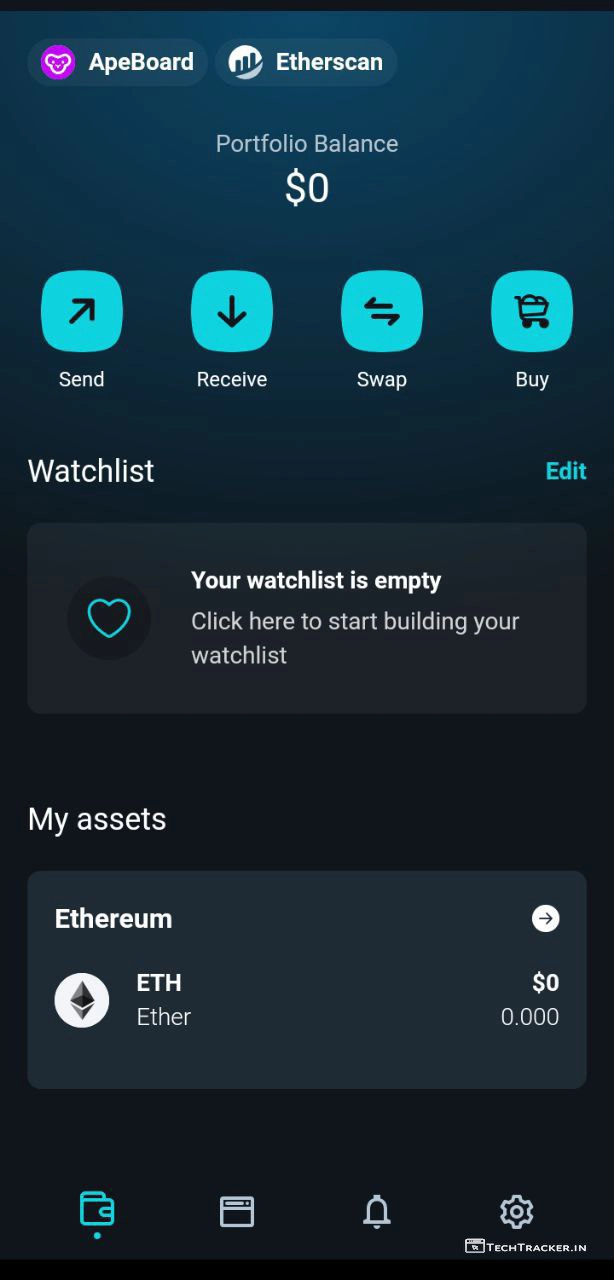 ApeBoard
Etherscan
Portfolio Balance
$0
Send
Receive
Swap
Buy
Watchlist
Edit
Your watchlist is empty
Click here to start building your
watchlist
My assets
Ethereum
ETH
$0
Ether
0.000
TECHTRACKER.IN